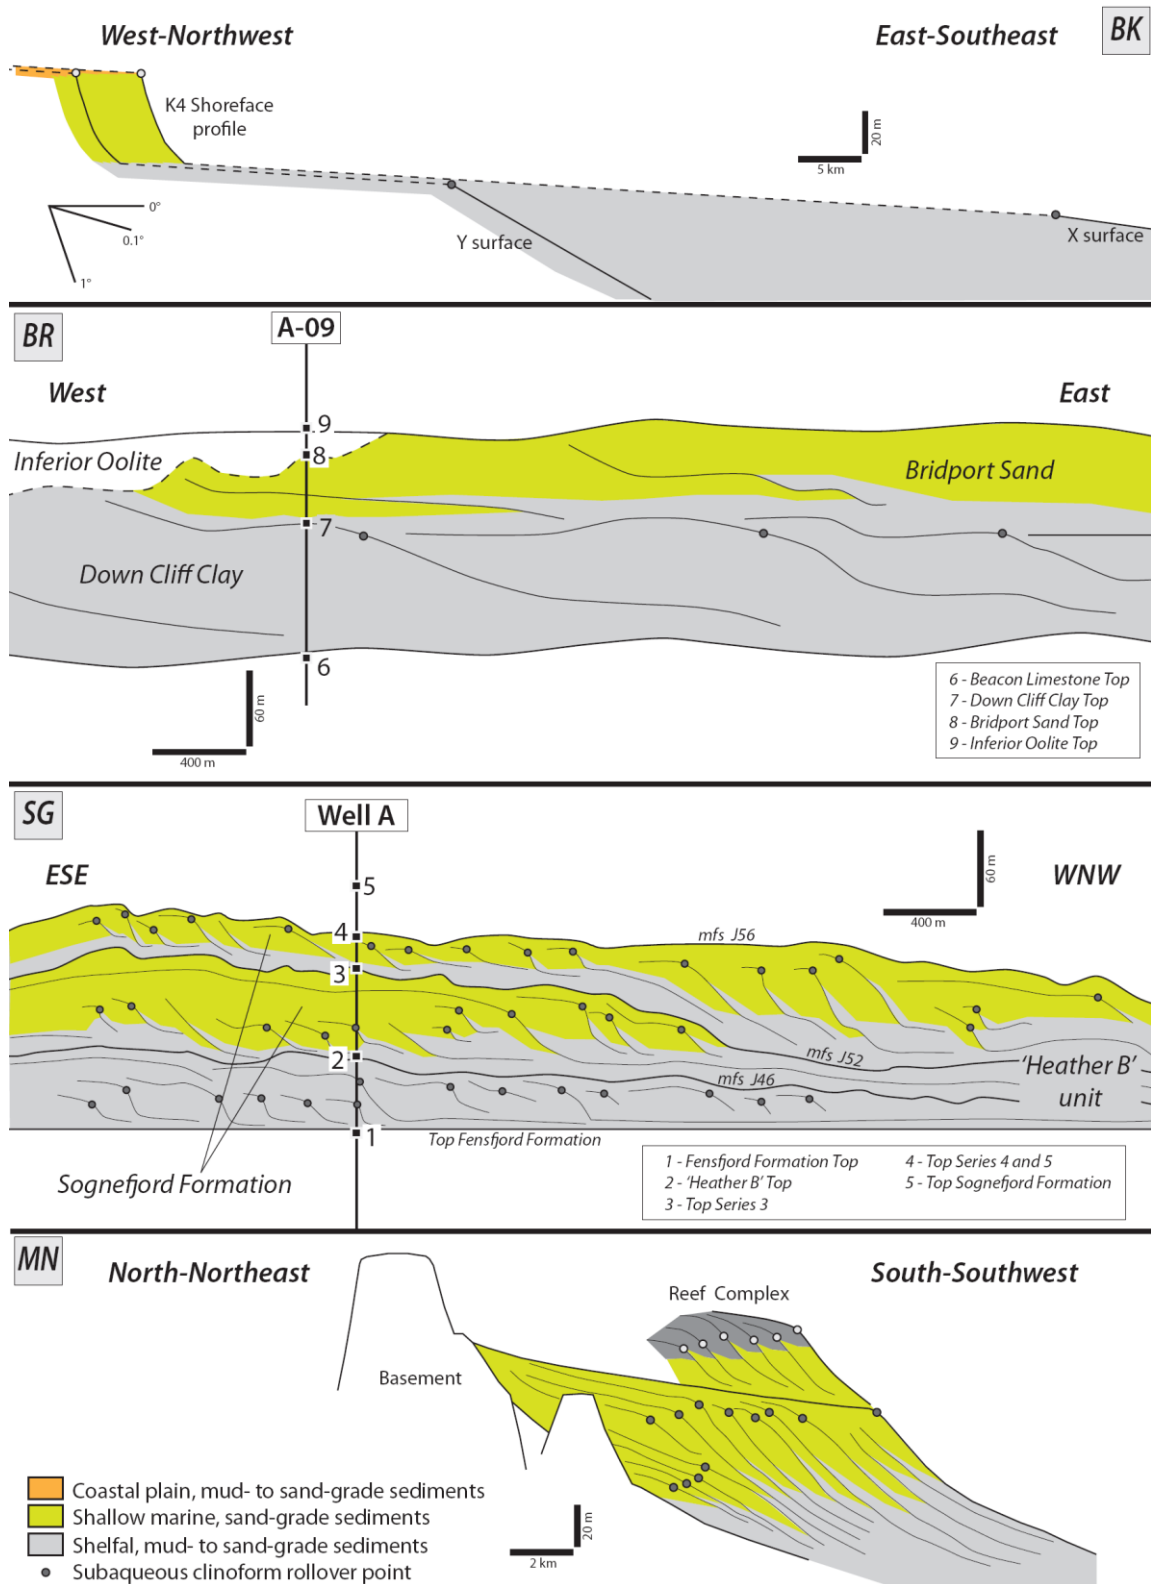 West-Northwest
East-Southeast
BK
K4 Shoreface
profile
20 m
5 km
0°
0.1°
1°
Y surface
X surface
BR
A-09
West
East
9
Inferior Oolite
8
Bridport Sand
7
Down Cliff Clay
6
60 m
400 m
6 - Beacon Limestone Top
7 - Down Cliff Clay Top
8 - Bridport Sand Top
9 - Inferior Oolite Top
SG
Well A
ESE
WNW
60 m
400 m
5
4
mfs J56
3
2
mfs J52
mfs J46
'Heather B'
unit
1
Top Fensfjord Formation
Sognefjord Formation
1 - Fensfjord Formation Top
2 - 'Heather B' Top
3 - Top Series 3
4 - Top Series 4 and 5
5 - Top Sognefjord Formation
MN
North-Northeast
South-Southwest
Reef Complex
Basement
20 m
2 km
Coastal plain, mud- to sand-grade sediments
Shallow marine, sand-grade sediments
Shelfal, mud- to sand-grade sediments
Subaqueous clinoform rollover point